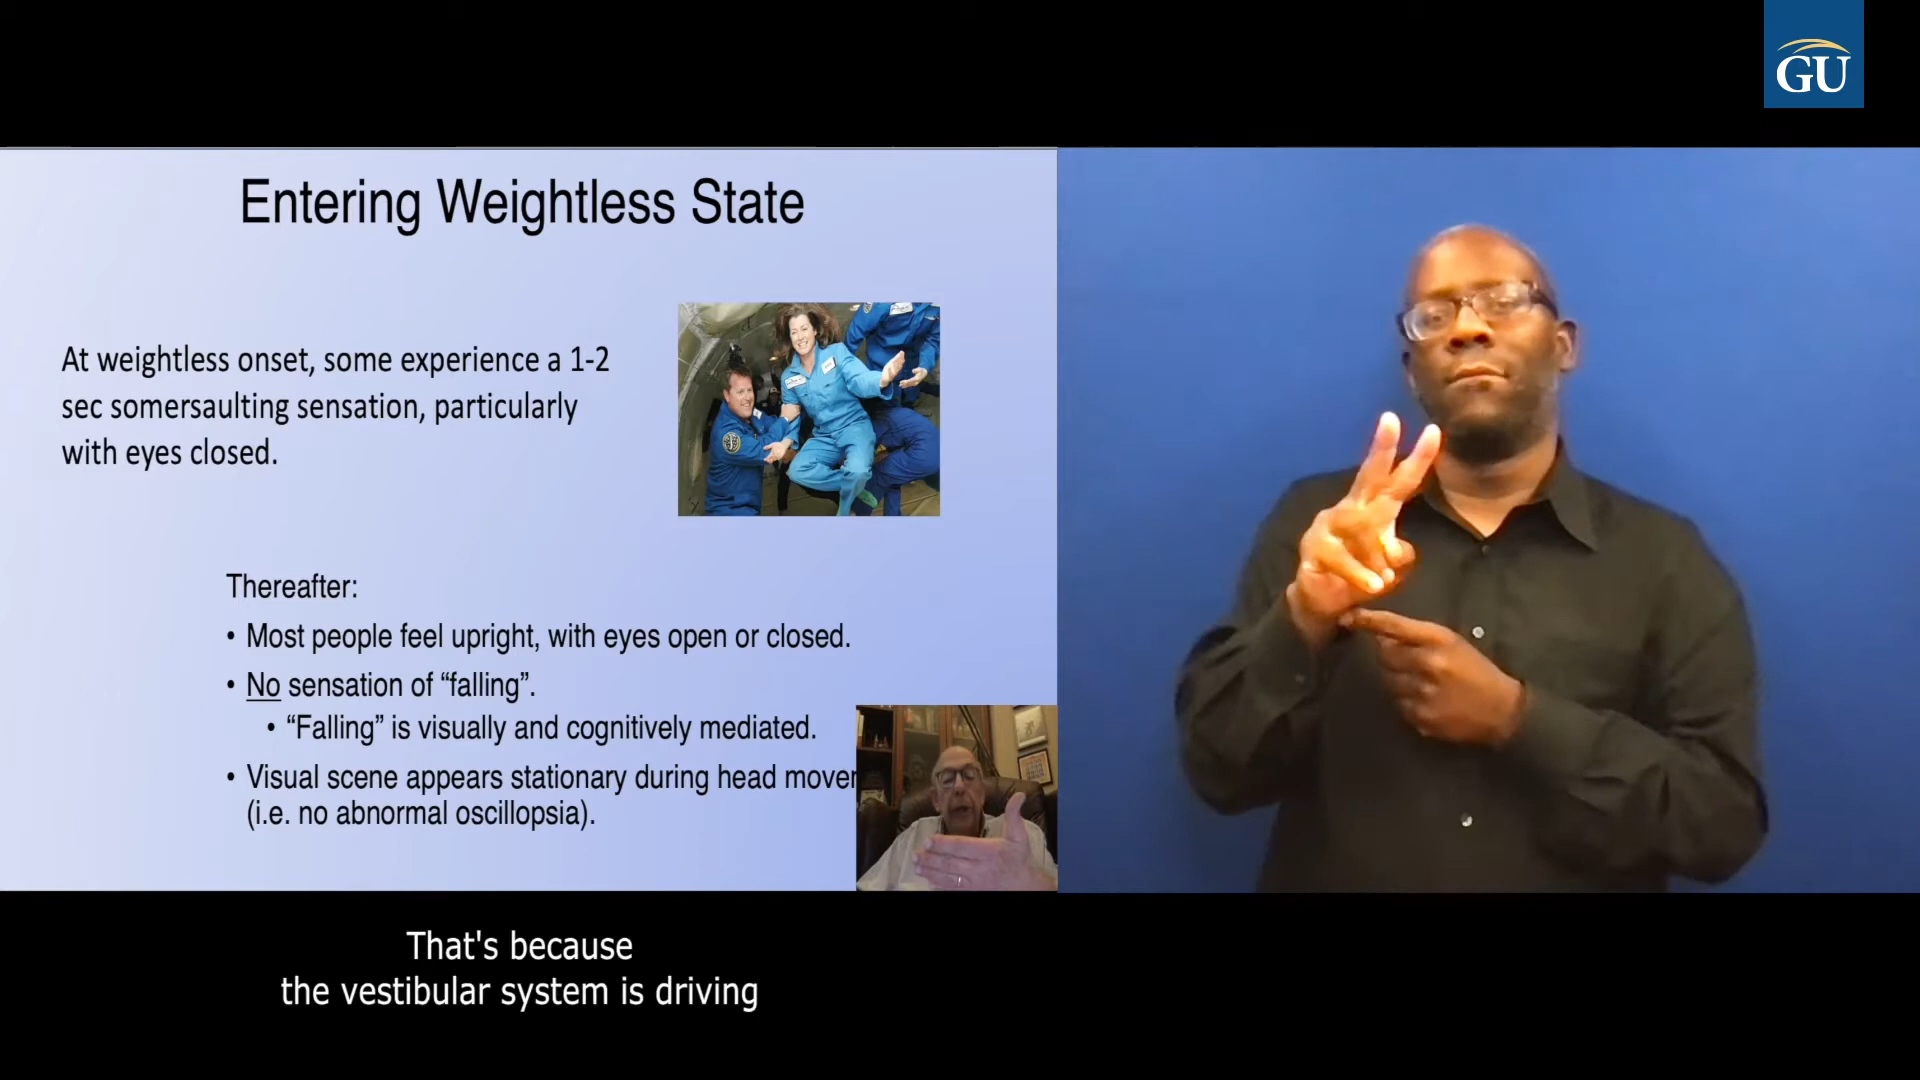 GU
Entering Weightless State
At weightless onset, some experience a 1-2
sec somersaulting sensation, particularly
with eyes closed.
Thereafter:
• Most people feel upright, with eyes open or closed.
• No sensation of “falling”.
• “Falling” is visually and cognitively mediated.
• Visual scene appears stationary during head
(i.e. no abnormal oscillopsia).
That's because
the vestibular system is driving